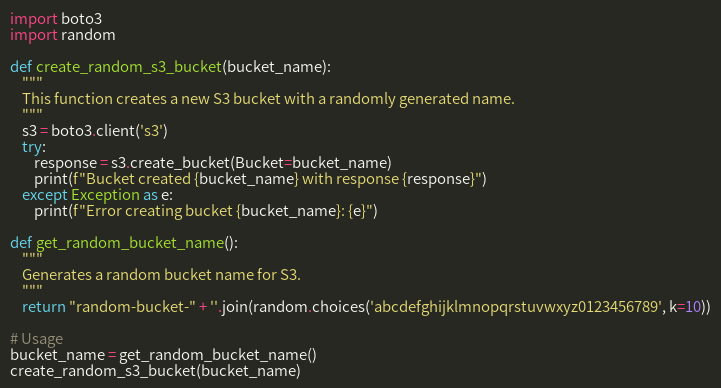 import boto3
import random

def create_random_s3_bucket(bucket_name):
    """
    This function creates a new S3 bucket with a randomly generated name.
    """
    s3 = boto3.client('s3')
    try:
        response = s3.create_bucket(Bucket=bucket_name)
        print(f"Bucket created {bucket_name} with response {response}")
    except Exception as e:
        print(f"Error creating bucket {bucket_name}: {e}")

def get_random_bucket_name():
    """
    Generates a random bucket name for S3.
    """
    return "random-bucket-" + ''.join(random.choices('abcdefghijklmnopqrstuvwxyz0123456789', k=10))

# Usage
bucket_name = get_random_bucket_name()
create_random_s3_bucket(bucket_name)